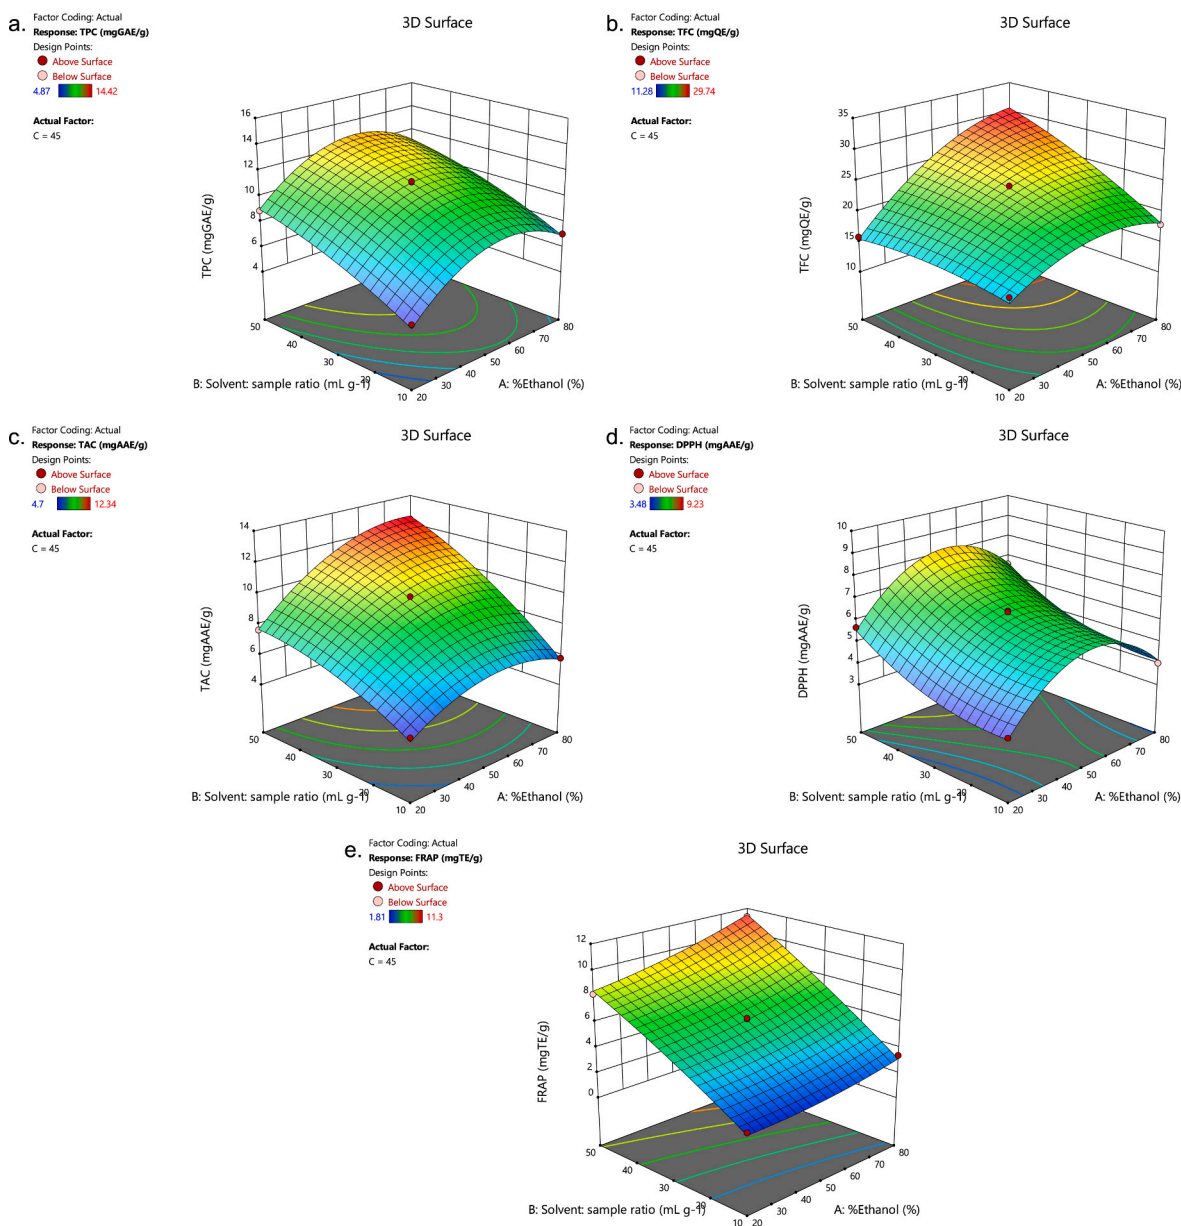 a.
Factor Coding: Actual
3D Surface
Response: TPC (mgGAE/g)
Design Points:
Above Surface
Below Surface
4.87 14.42
Actual Factor:
C = 45
16
14
12
10
8
6
4
TPC (mgGAE/g)
50
40
30
20
10
B: Solvent: sample ratio (mL g-1)
20
30
40
50
60
70
80
A: %Ethanol (%)
b.
Factor Coding: Actual
3D Surface
Response: TFC (mgQE/g)
Design Points:
Above Surface
Below Surface
11.28 29.74
Actual Factor:
C = 45
35
30
25
20
15
10
TFC (mgQE/g)
50
40
30
20
10
B: Solvent: sample ratio (mL g-1)
20
30
40
50
60
70
80
A: %Ethanol (%)
c.
Factor Coding: Actual
3D Surface
Response: TAC (mgAAE/g)
Design Points:
Above Surface
Below Surface
4.7 12.34
Actual Factor:
C = 45
14
12
10
8
6
4
TAC (mgAAE/g)
50
40
30
20
10
B: Solvent: sample ratio (mL g-1)
20
30
40
50
60
70
80
A: %Ethanol (%)
d.
Factor Coding: Actual
3D Surface
Response: DPPH (mgAAE/g)
Design Points:
Above Surface
Below Surface
3.48 9.23
Actual Factor:
C = 45
10
9
8
7
6
5
4
3
DPPH (mgAAE/g)
50
40
30
20
10
B: Solvent: sample ratio (mL g-1)
20
30
40
50
60
70
80
A: %Ethanol (%)
e.
Factor Coding: Actual
3D Surface
Response: FRAP (mgTE/g)
Design Points:
Above Surface
Below Surface
1.81 11.3
Actual Factor:
C = 45
12
10
8
6
4
2
0
FRAP (mgTE/g)
50
40
30
20
10
B: Solvent: sample ratio (mL g-1)
20
30
40
50
60
70
80
A: %Ethanol (%)